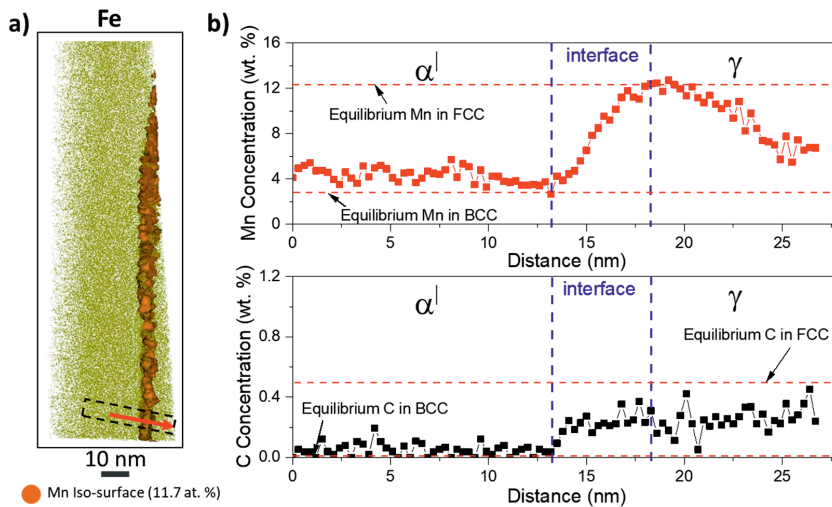 a)
Fe
10 nm
Mn Iso-surface (11.7 at. %)
b)
Mn Concentration (wt. %)
16
12
8
4
0
α|
interface
γ
Equilibrium Mn in FCC
Equilibrium Mn in BCC
0 5 10 15 20 25
Distance (nm)
C Concentration (wt. %)
1.2
0.8
0.4
0.0
α|
interface
γ
Equilibrium C in FCC
Equilibrium C in BCC
0 5 10 15 20 25
Distance (nm)